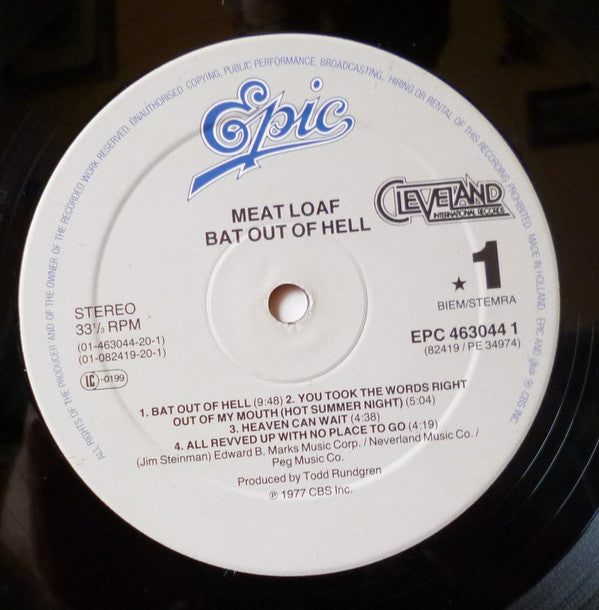 ALL RIGHTS OF THE PRODUCER AND OF THE OWNER OF THE RECORDED WORK RESERVED. UNAUTHORISED COPYING, PUBLIC PERFORMANCE, BROADCASTING, HIRING OR RENTAL OF THIS RECORDING PROHIBITED. MADE IN HOLLAND. EPIC AND ARE ℗ CBS INC.
Epic
CLEVELAND
INTERNATIONAL RECORDS
MEAT LOAF
BAT OUT OF HELL
★ 1
BIEM/STEMRA
STEREO
33⅓ RPM
(01-463044-20-1)
(01-082419-20-1)
LC -0199
EPC 463044 1
(82419 / PE 34974)
1. BAT OUT OF HELL (9:48) 2. YOU TOOK THE WORDS RIGHT
OUT OF MY MOUTH (HOT SUMMER NIGHT) (5:04)
3. HEAVEN CAN WAIT (4:38)
4. ALL REVVED UP WITH NO PLACE TO GO (4:19)
(Jim Steinman) Edward B. Marks Music Corp. / Neverland Music Co. /
Peg Music Co.
Produced by Todd Rundgren
℗ 1977 CBS Inc.